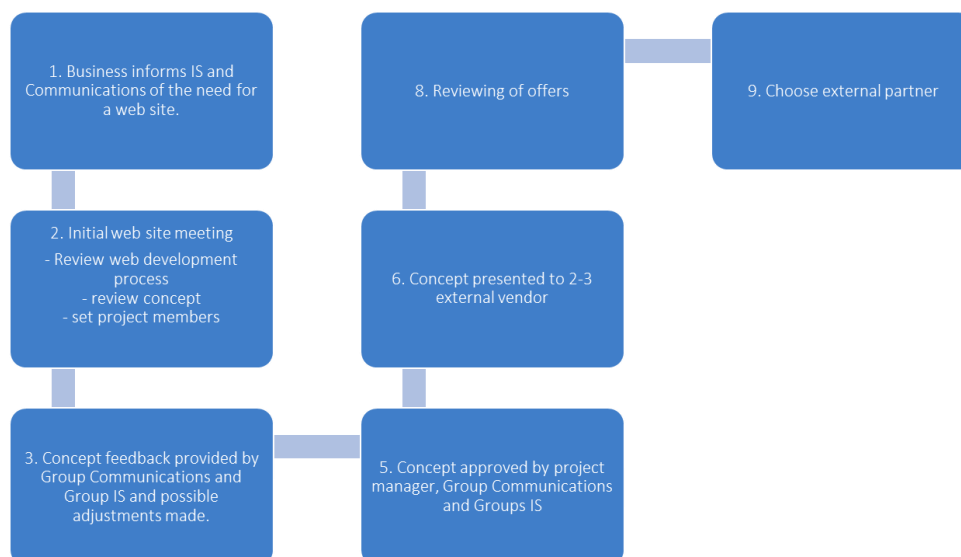 1. Business informs IS and
Communications of the need for
a web site.
2. Initial web site meeting
- Review web development
process
- review concept
- set project members
3. Concept feedback provided by
Group Communications and
Group IS and possible
adjustments made.
5. Concept approved by project
manager, Group Communications
and Groups IS
6. Concept presented to 2-3
external vendor
8. Reviewing of offers
9. Choose external partner